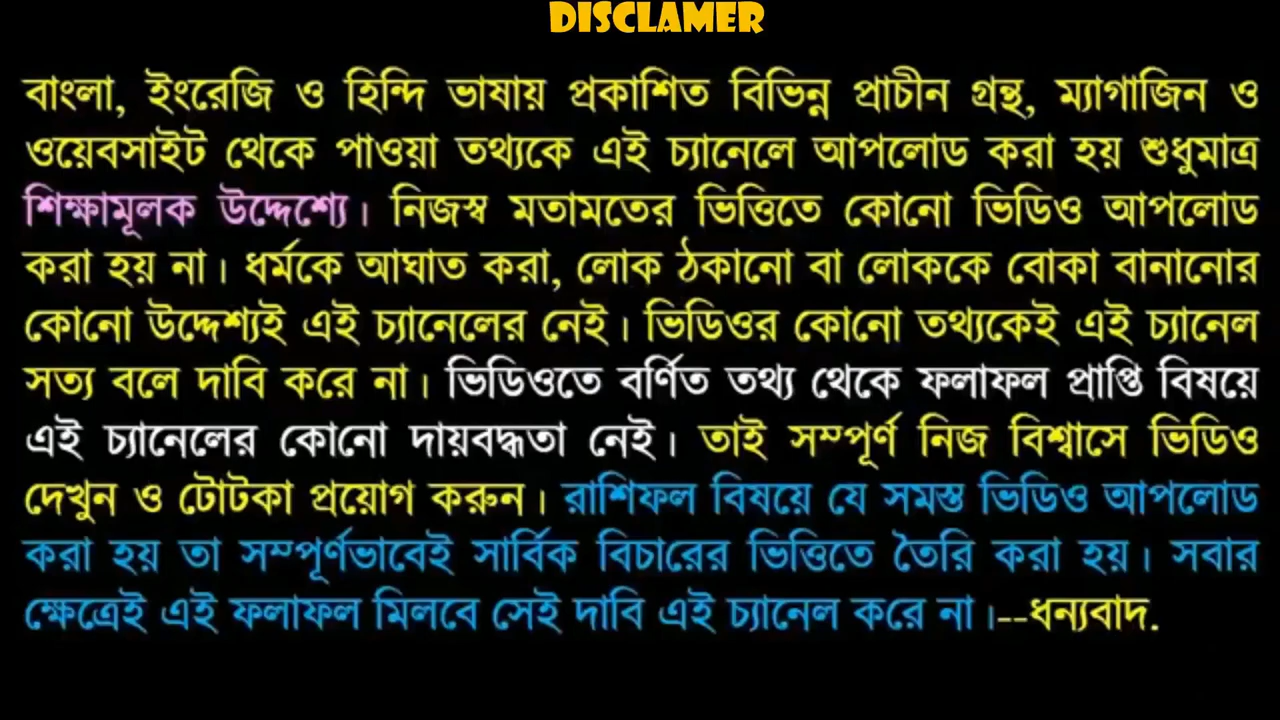 DISCLAMER
বাংলা, ইংরেজি ও হিন্দি ভাষায় প্রকাশিত বিভিন্ন প্রাচীন গ্রন্থ, ম্যাগাজিন ও
ওয়েবসাইট থেকে পাওয়া তথ্যকে এই চ্যানেলে আপলোড করা হয় শুধুমাত্র
শিক্ষামূলক উদ্দেশ্যে। নিজস্ব মতামতের ভিত্তিতে কোনো ভিডিও আপলোড
করা হয় না। ধর্মকে আঘাত করা, লোক ঠকানো বা লোককে বোকা বানানোর
কোনো উদ্দেশ্যই এই চ্যানেলের নেই। ভিডিওর কোনো তথ্যকেই এই চ্যানেল
সত্য বলে দাবি করে না। ভিডিওতে বর্ণিত তথ্য থেকে ফলাফল প্রাপ্তি বিষয়ে
এই চ্যানেলের কোনো দায়বদ্ধতা নেই। তাই সম্পূর্ণ নিজ বিশ্বাসে ভিডিও
দেখুন ও টোটকা প্রয়োগ করুন। রাশিফল বিষয়ে যে সমস্ত ভিডিও আপলোড
করা হয় তা সম্পূর্ণভাবেই সার্বিক বিচারের ভিত্তিতে তৈরি করা হয়। সবার
ক্ষেত্রেই এই ফলাফল মিলবে সেই দাবি এই চ্যানেল করে না।--ধন্যবাদ.